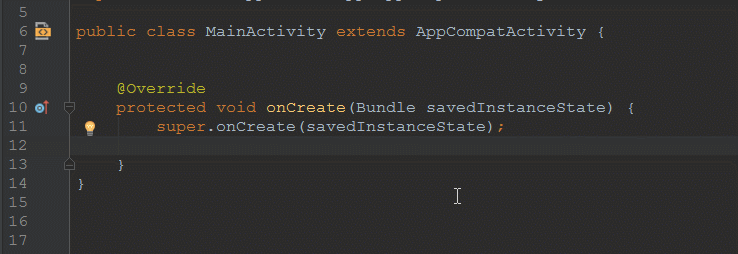 5
6 public class MainActivity extends AppCompatActivity {
7
8
9 @Override
10 protected void onCreate(Bundle savedInstanceState) {
11 super.onCreate(savedInstanceState);
12
13 }
14 }
15
16
17